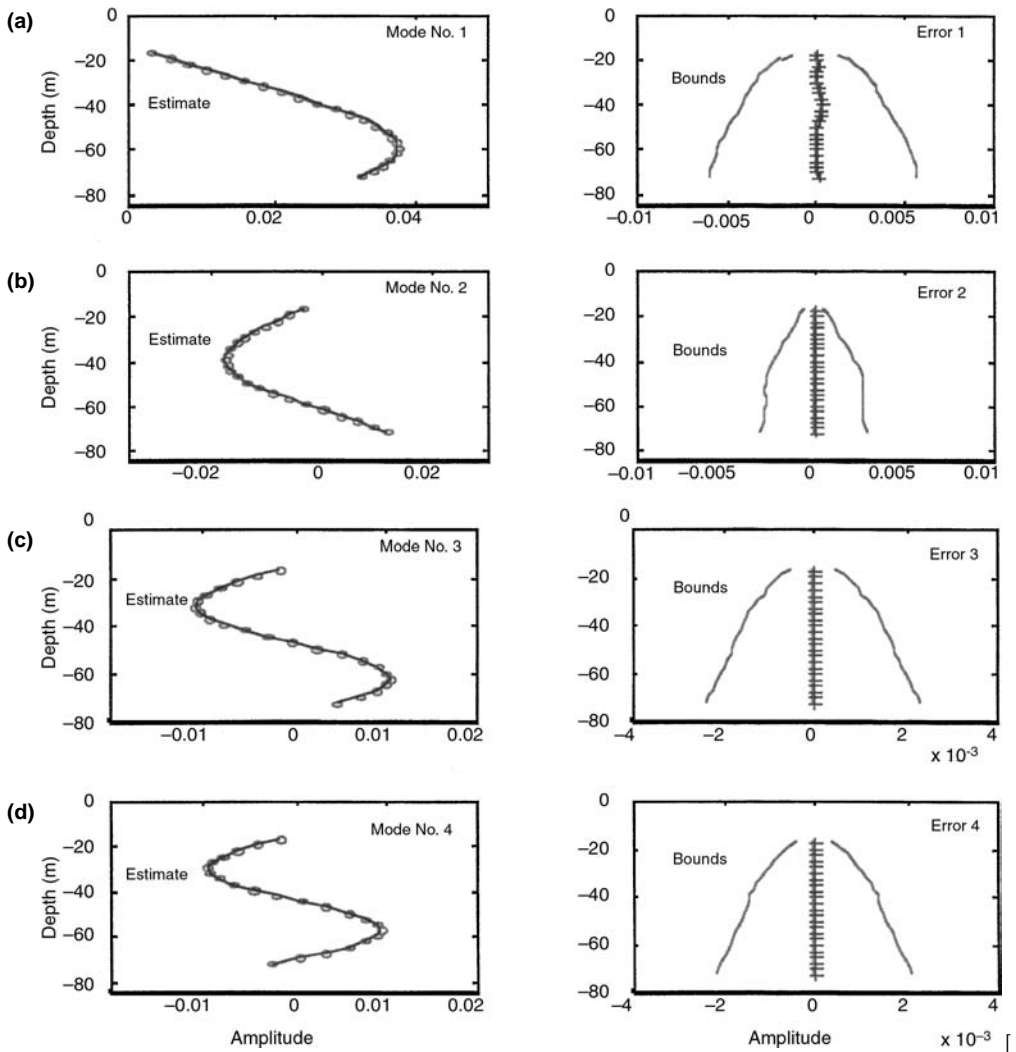 (a)
0
−20
−40
−60
−80
Depth (m)
Mode No. 1
Estimate
0
0.02
0.04
0
−20
−40
−60
−80
Error 1
Bounds
−0.01
−0.005
0
0.005
0.01
(b)
0
−20
−40
−60
−80
Depth (m)
Mode No. 2
Estimate
−0.02
0
0.02
0
−20
−40
−60
−80
Error 2
Bounds
−0.01
−0.005
0
0.005
0.01
(c)
0
−20
−40
−60
−80
Depth (m)
Mode No. 3
Estimate
−0.01
0
0.01
0.02
0
−20
−40
−60
−80
Error 3
Bounds
−4
−2
0
2
4
x 10⁻³
(d)
0
−20
−40
−60
−80
Depth (m)
Mode No. 4
Estimate
−0.01
0
0.01
0.02
Amplitude
0
−20
−40
−60
−80
Error 4
Bounds
−4
−2
0
2
4
Amplitude
x 10⁻³
[